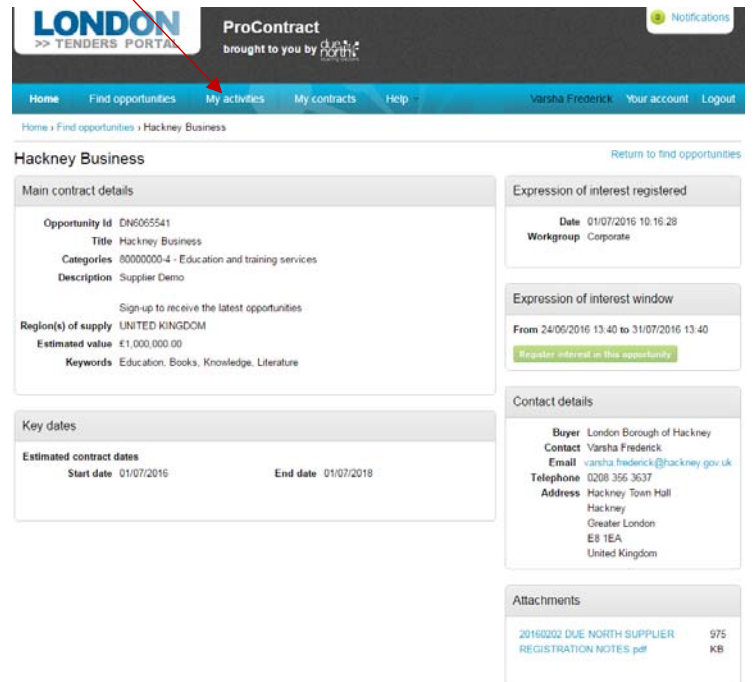 LONDON
>> TENDERS PORTAL
ProContract
brought to you by due north
Notifications
Home Find opportunities My activities My contracts Help Varsha Frederick Your account Logout
Home › Find opportunities › Hackney Business
Hackney Business
Return to find opportunities
Main contract details
Opportunity Id DN6065541
Title Hackney Business
Categories 80000000-4 - Education and training services
Description Supplier Demo
Sign-up to receive the latest opportunities
Region(s) of supply UNITED KINGDOM
Estimated value £1,000,000.00
Keywords Education, Books, Knowledge, Literature
Key dates
Estimated contract dates
Start date 01/07/2016 End date 01/07/2018
Expression of interest registered
Date 01/07/2016 10:16:28
Workgroup Corporate
Expression of interest window
From 24/06/2016 13:40 to 31/07/2016 13:40
Register interest in this opportunity
Contact details
Buyer London Borough of Hackney
Contact Varsha Frederick
Email varsha.frederick@hackney.gov.uk
Telephone 0208 356 3637
Address Hackney Town Hall
Hackney
Greater London
E8 1EA
United Kingdom
Attachments
20160202 DUE NORTH SUPPLIER 975
REGISTRATION NOTES.pdf KB